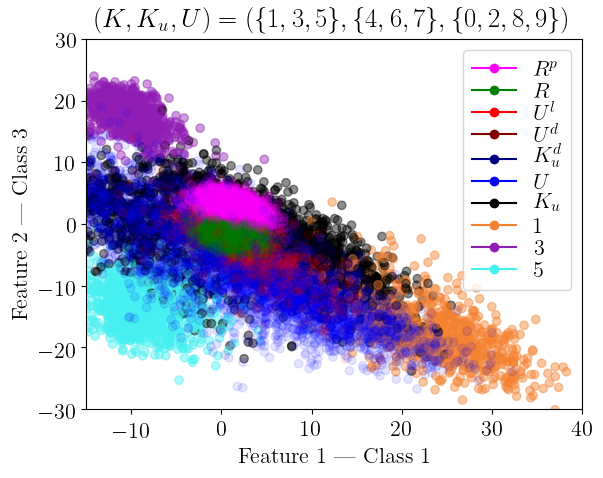 (K, K_u, U) = ({1, 3, 5}, {4, 6, 7}, {0, 2, 8, 9})
30
20
10
0
−10
−20
−30
Feature 2 — Class 3
R^p
R
U^l
U^d
K_u^d
U
K_u
1
3
5
−10
0
10
20
30
40
Feature 1 — Class 1